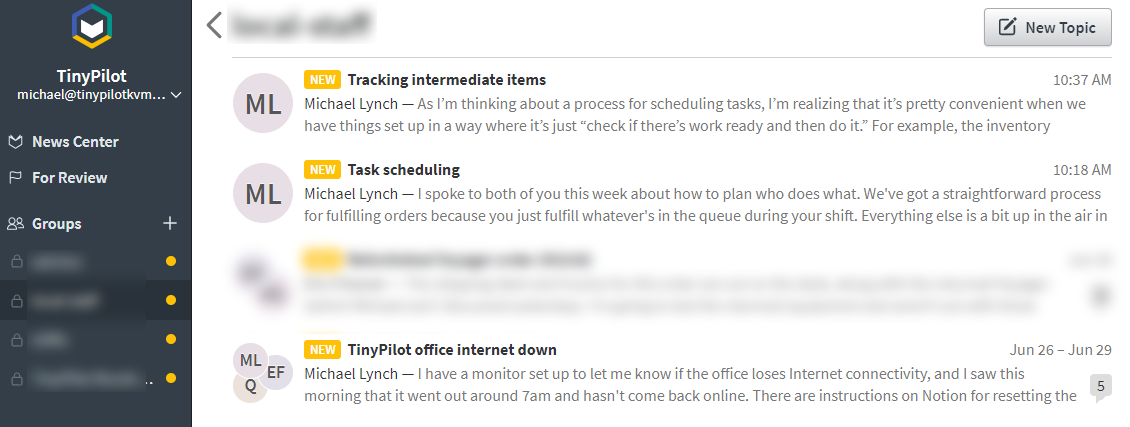 TinyPilot
michael@tinypilotkvm...
News Center
For Review
Groups
New Topic
ML
NEW Tracking intermediate items 10:37 AM
Michael Lynch — As I’m thinking about a process for scheduling tasks, I’m realizing that it’s pretty convenient when we
have things set up in a way where it’s just “check if there’s work ready and then do it.” For example, the inventory
ML
NEW Task scheduling 10:18 AM
Michael Lynch — I spoke to both of you this week about how to plan who does what. We've got a straightforward process
for fulfilling orders because you just fulfill whatever's in the queue during your shift. Everything else is a bit up in the air in
ML
EF
Q
NEW TinyPilot office internet down Jun 26 – Jun 29
Michael Lynch — I have a monitor set up to let me know if the office loses Internet connectivity, and I saw this
morning that it went out around 7am and hasn't come back online. There are instructions on Notion for resetting the
5